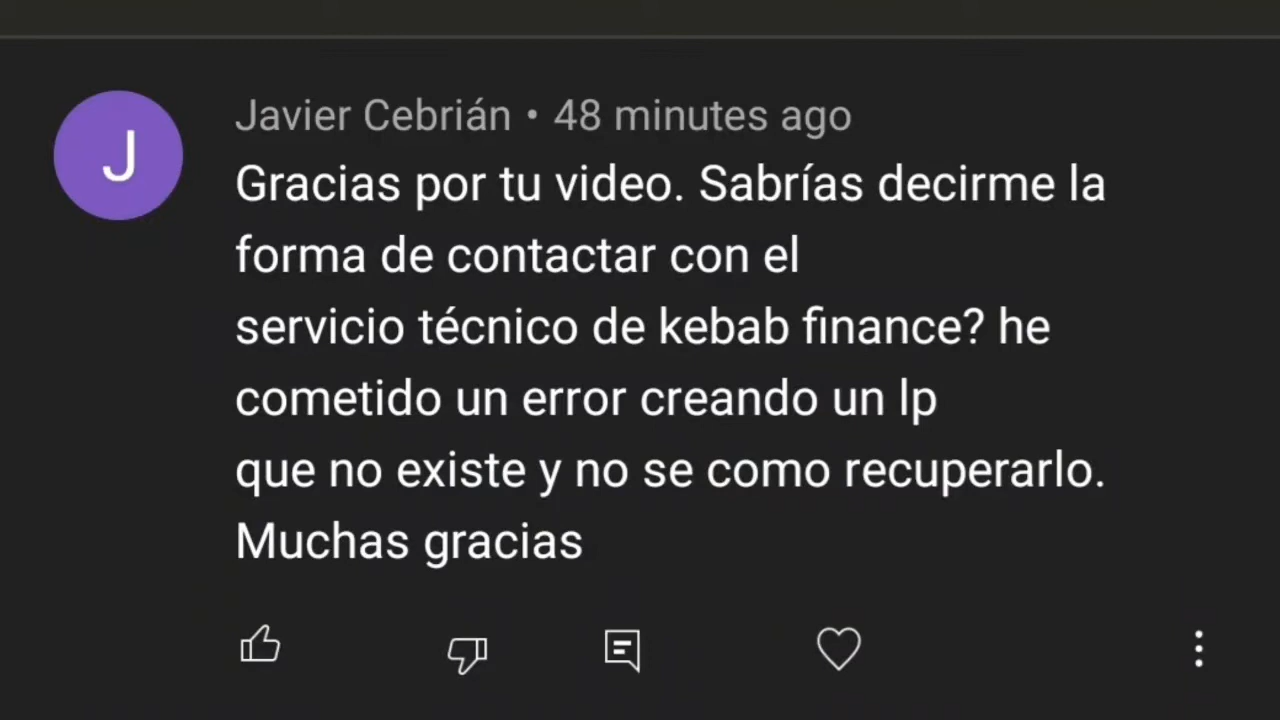 J
Javier Cebrián • 48 minutes ago
Gracias por tu video. Sabrías decirme la
forma de contactar con el
servicio técnico de kebab finance? he
cometido un error creando un lp
que no existe y no se como recuperarlo.
Muchas gracias